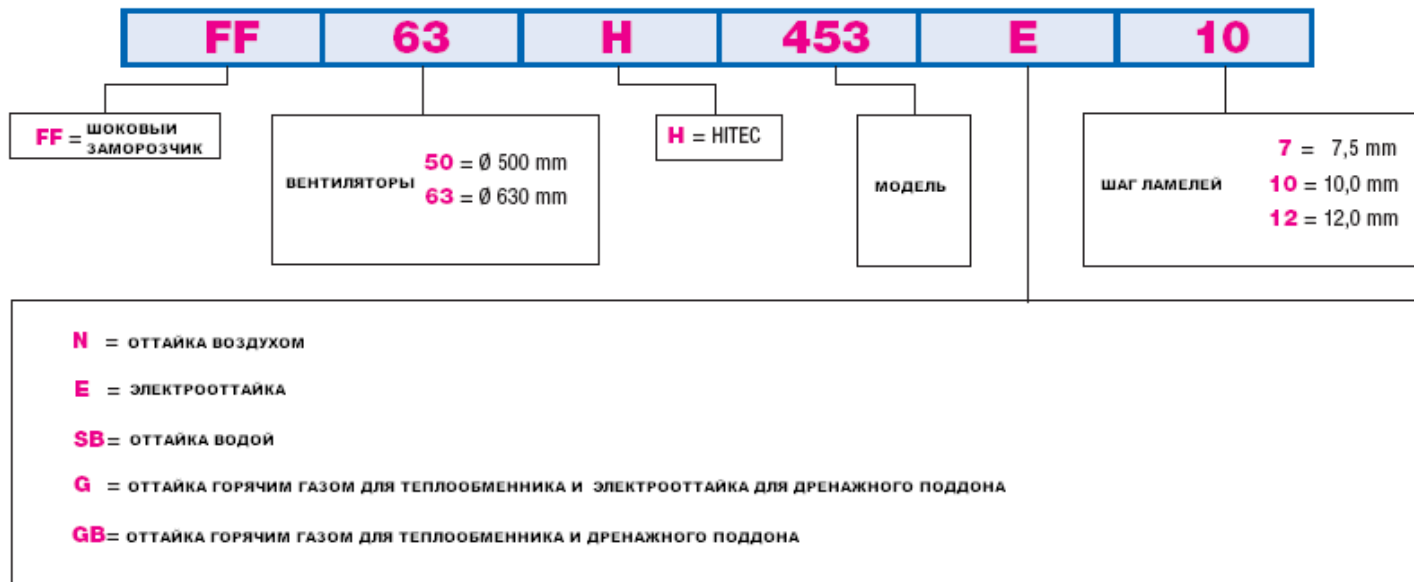 FF 63 H 453 E 10
FF = ШОКОВЫЙ
ЗАМОРОЗЧИК
ВЕНТИЛЯТОРЫ
50 = Ø 500 mm
63 = Ø 630 mm
H = HITEC
МОДЕЛЬ
ШАГ ЛАМЕЛЕЙ
7 = 7,5 mm
10 = 10,0 mm
12 = 12,0 mm
N = ОТТАЙКА ВОЗДУХОМ
E = ЭЛЕКТРООТТАЙКА
SB= ОТТАЙКА ВОДОЙ
G = ОТТАЙКА ГОРЯЧИМ ГАЗОМ ДЛЯ ТЕПЛООБМЕННИКА И ЭЛЕКТРООТТАЙКА ДЛЯ ДРЕНАЖНОГО ПОДДОНА
GB= ОТТАЙКА ГОРЯЧИМ ГАЗОМ ДЛЯ ТЕПЛООБМЕННИКА И ДРЕНАЖНОГО ПОДДОНА